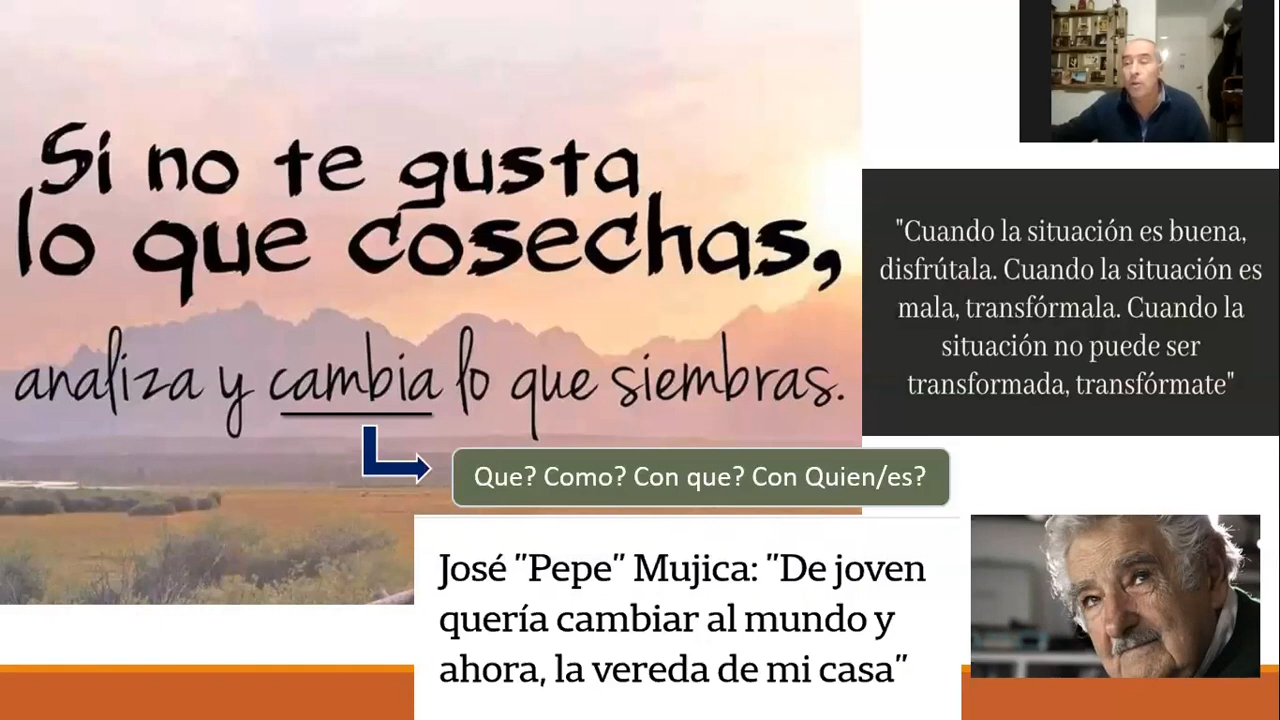 Si no te gusta
lo que cosechas,
analiza y cambia lo que siembras.
"Cuando la situación es buena,
disfrútala. Cuando la situación es
mala, transfórmala. Cuando la
situación no puede ser
transformada, transfórmate"
Que? Como? Con que? Con Quien/es?
José "Pepe" Mujica: "De joven
quería cambiar al mundo y
ahora, la vereda de mi casa"